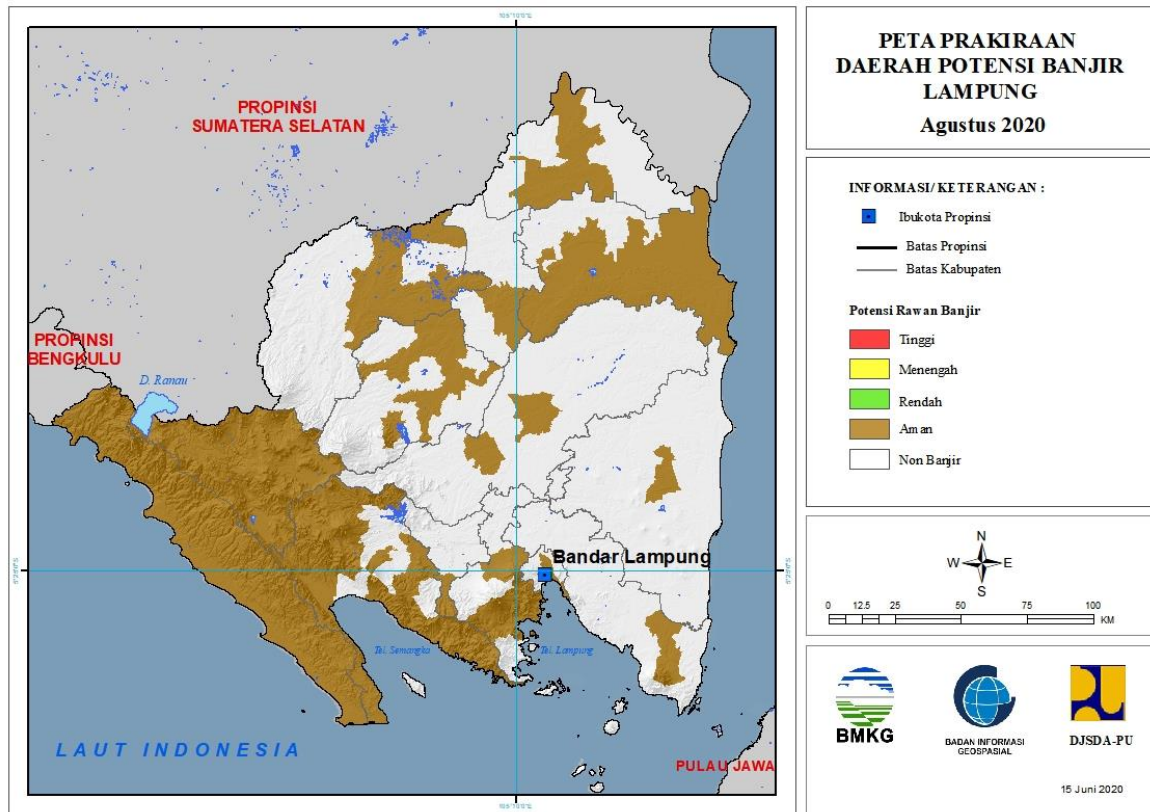 105°10'0"E
PROPINSI
SUMATERA SELATAN
PROPINSI
BENGKULU
D. Ranau
Bandar Lampung
Tel. Semangka
Tel. Lampung
LAUT INDONESIA
PULAU JAWA
PETA PRAKIRAAN
DAERAH POTENSI BANJIR
LAMPUNG
Agustus 2020
INFORMASI/ KETERANGAN :
Ibukota Propinsi
Batas Propinsi
Batas Kabupaten
Potensi Rawan Banjir
Tinggi
Menengah
Rendah
Aman
Non Banjir
N
W E
S
0 12.5 25 50 75 100
KM
BMKG
BADAN INFORMASI
GEOSPASIAL
DJSDA-PU
15 Juni 2020